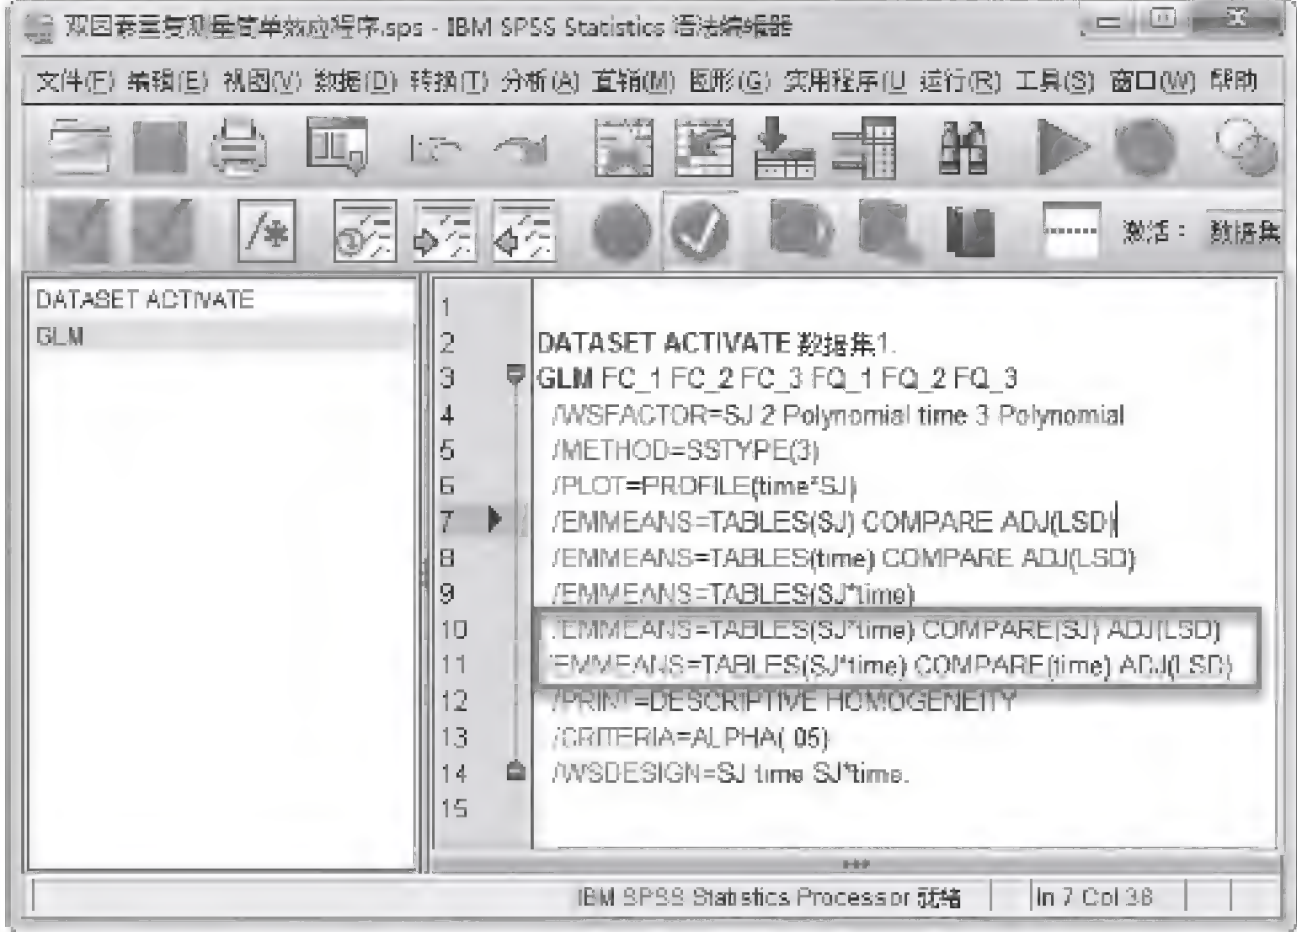 双因素重复测量简单效应程序.sps - IBM SPSS Statistics 语法编辑器
文件(F) 编辑(E) 视图(V) 数据(D) 转换(T) 分析(A) 直销(M) 图形(G) 实用程序(U 运行(R) 工具(S) 窗口(W) 帮助
激活： 数据集
DATASET ACTIVATE
GLM
1
2 DATASET ACTIVATE 数据集1.
3 GLM FC_1 FC_2 FC_3 FQ_1 FQ_2 FQ_3
4 /WSFACTOR=SJ 2 Polynomial time 3 Polynomial
5 /METHOD=SSTYPE(3)
6 /PLOT=PROFILE(time*SJ)
7 /EMMEANS=TABLES(SJ) COMPARE ADJ(LSD)
8 /EMMEANS=TABLES(time) COMPARE ADJ(LSD)
9 /EMMEANS=TABLES(SJ*time)
10 /EMMEANS=TABLES(SJ*time) COMPARE(SJ) ADJ(LSD)
11 /EMMEANS=TABLES(SJ*time) COMPARE(time) ADJ(LSD)
12 /PRINT=DESCRIPTIVE HOMOGENEITY
13 /CRITERIA=ALPHA(.05)
14 /WSDESIGN=SJ time SJ*time.
15
IBM SPSS Statistics Processor 就绪 In 7 Col 38